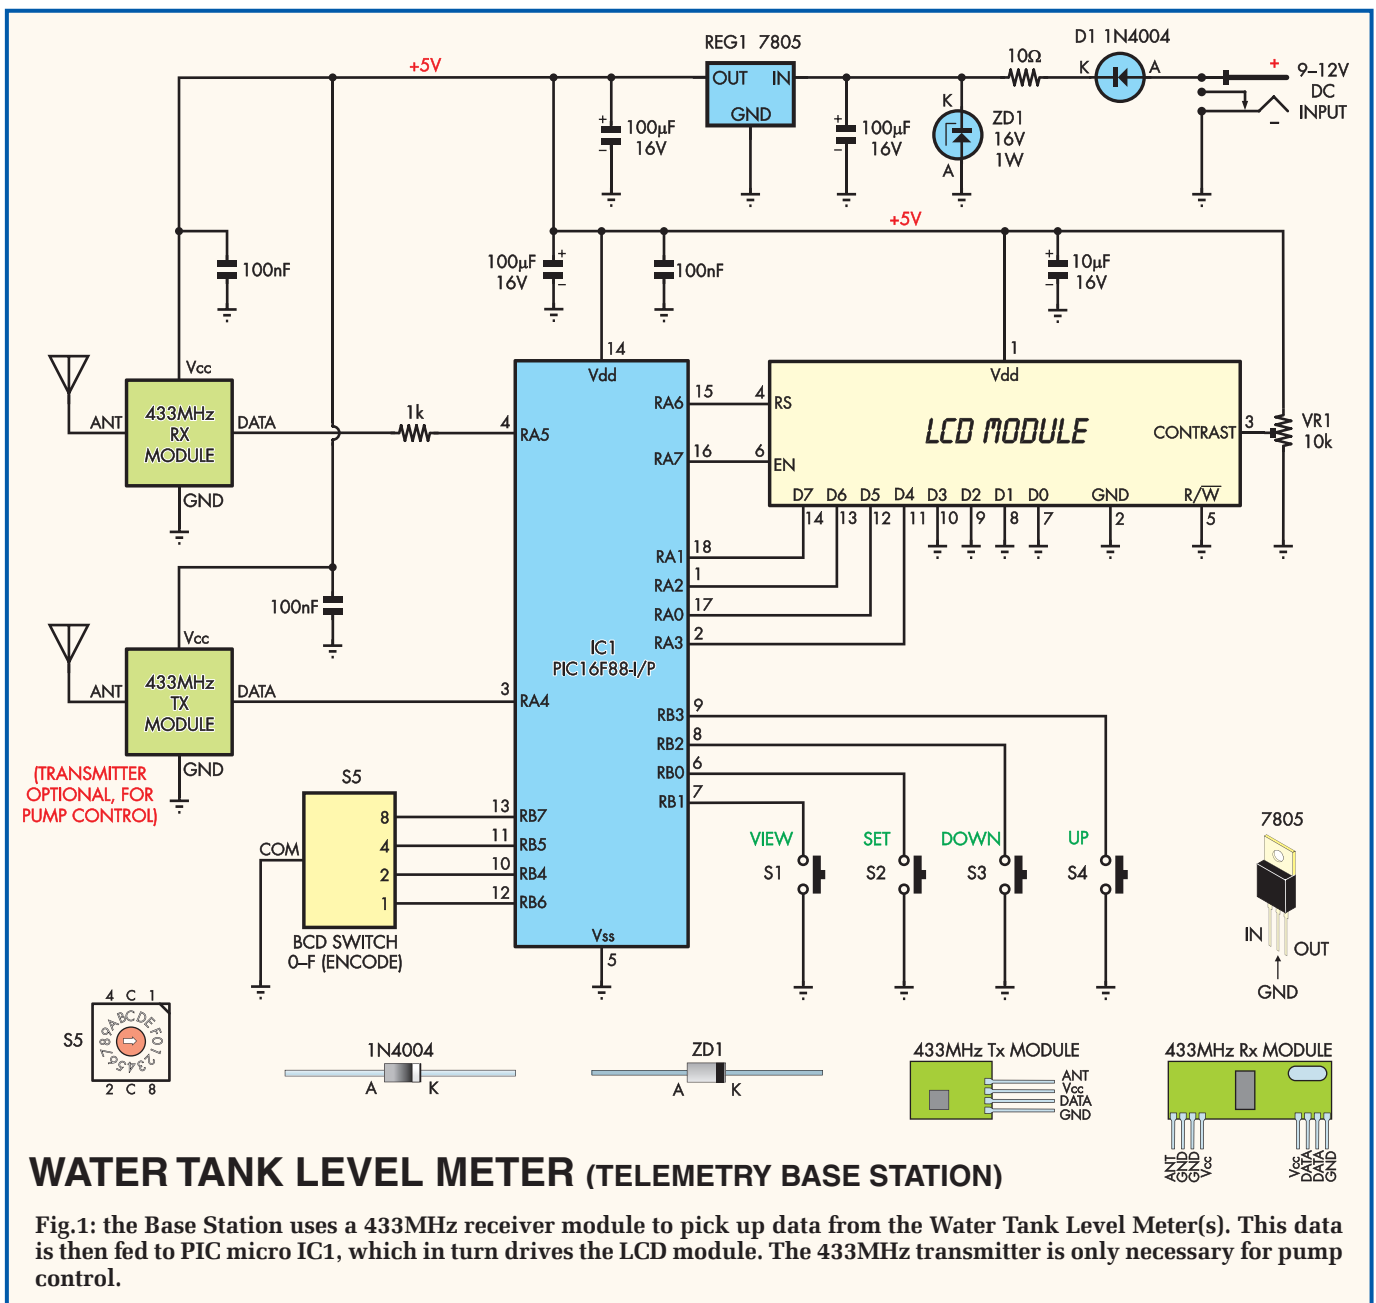 REG1 7805
D1 1N4004
+5V
OUT IN
GND
10Ω
K A
+
9–12V
DC
INPUT
–
+
–
100µF
16V
+
–
100µF
16V
K
A
ZD1
16V
1W
+5V
100nF
100µF
16V
+
–
100nF
10µF
16V
+
–
Vcc
ANT
433MHz
RX
MODULE
DATA
GND
1k
4
RA5
14
Vdd
RA6 15
4 RS
RA7 16
6 EN
1
Vdd
LCD MODULE
CONTRAST 3
VR1
10k
D7 D6 D5 D4 D3 D2 D1 D0 GND R/W̅
14 13 12 11 10 9 8 7 2 5
RA1 18
RA2 1
RA0 17
RA3 2
100nF
Vcc
ANT
433MHz
TX
MODULE
DATA
GND
3
RA4
IC1
PIC16F88-I/P
RB3 9
RB2 8
RB0 6
RB1 7
(TRANSMITTER
OPTIONAL, FOR
PUMP CONTROL)
S5
COM
8 13 RB7
4 11 RB5
2 10 RB4
1 12 RB6
BCD SWITCH
0–F (ENCODE)
Vss
5
VIEW SET DOWN UP
S1 S2 S3 S4
7805
IN
OUT
GND
4 C 1
S5
0123456789ABCDEF
2 C 8
1N4004
A K
ZD1
A K
433MHz Tx MODULE
ANT
Vcc
DATA
GND
433MHz Rx MODULE
ANT
GND
GND
Vcc
Vcc
DATA
DATA
GND
WATER TANK LEVEL METER (TELEMETRY BASE STATION)
Fig.1: the Base Station uses a 433MHz receiver module to pick up data from the Water Tank Level Meter(s). This data
is then fed to PIC micro IC1, which in turn drives the LCD module. The 433MHz transmitter is only necessary for pump
control.